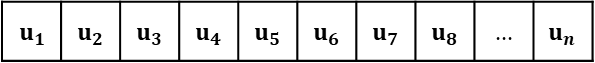 u₁ u₂ u₃ u₄ u₅ u₆ u₇ u₈ ... uₙ